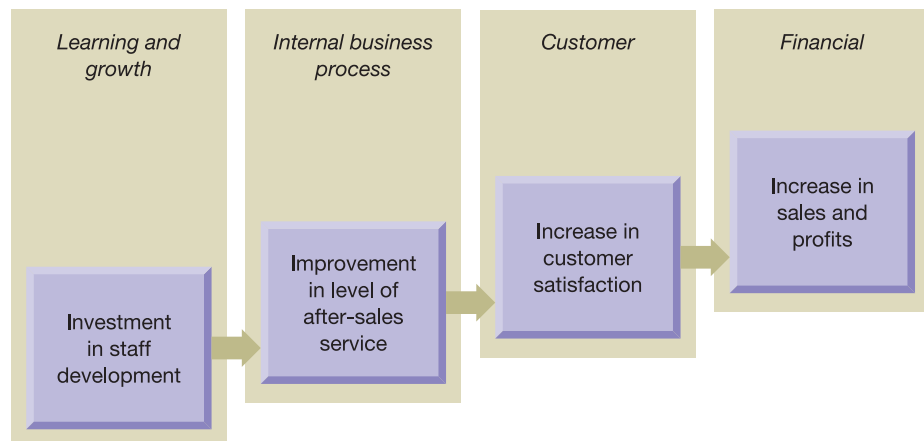 Learning and
growth
Internal business
process
Customer
Financial
Investment
in staff
development
Improvement
in level of
after-sales
service
Increase in
customer
satisfaction
Increase in
sales and
profits